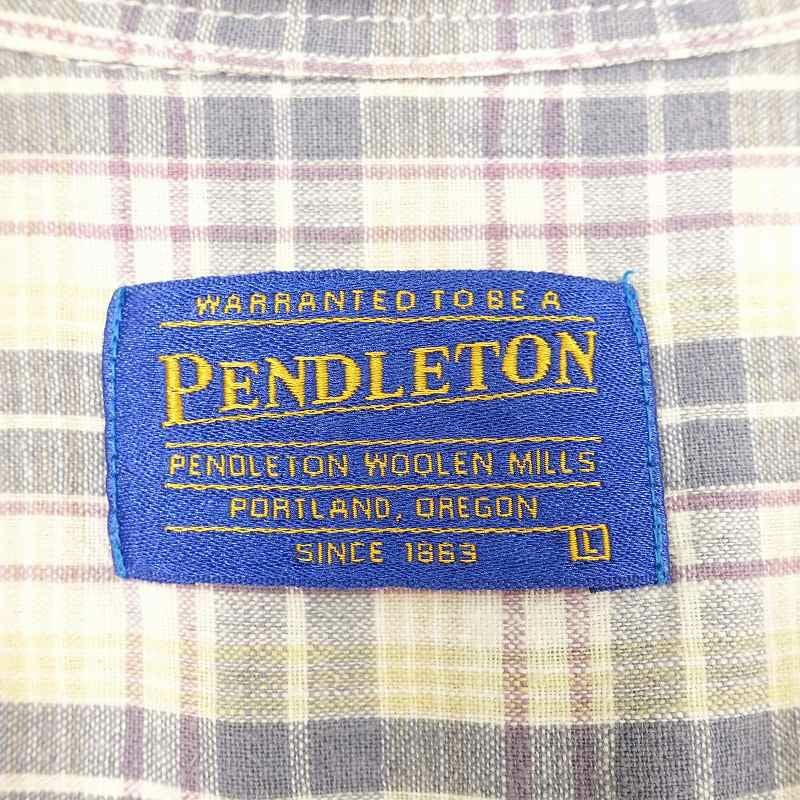 WARRANTED TO BE A
PENDLETON
PENDLETON WOOLEN MILLS
PORTLAND, OREGON
SINCE 1863 L